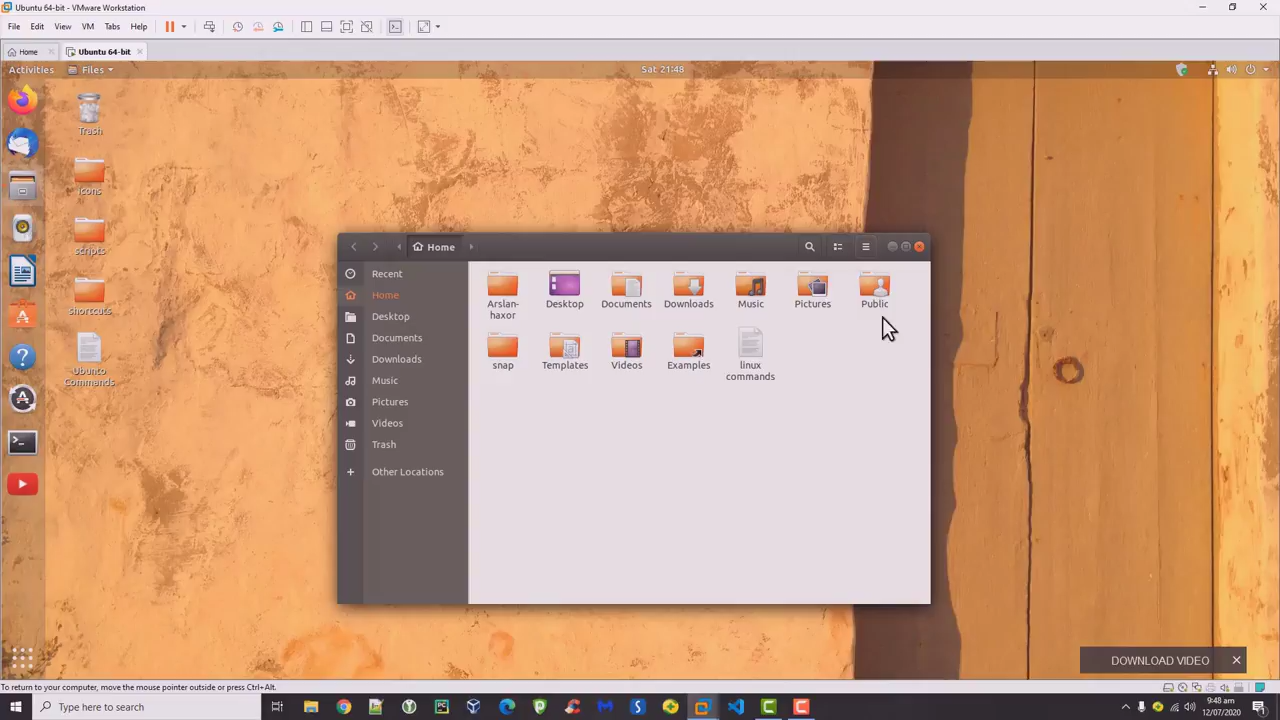 Ubuntu 64-bit - VMware Workstation
File Edit View VM Tabs Help
Home
Ubuntu 64-bit
Activities
Files
Sat 21:48
Trash
icons
scripts
shortcuts
Ubunto
Commands
Home
Recent
Home
Desktop
Documents
Downloads
Music
Pictures
Videos
Trash
Other Locations
Arslan-
haxor
Desktop
Documents
Downloads
Music
Pictures
Public
snap
Templates
Videos
Examples
linux
commands
DOWNLOAD VIDEO
To return to your computer, move the mouse pointer outside or press Ctrl+Alt.
Type here to search
9:48 am
12/07/2020